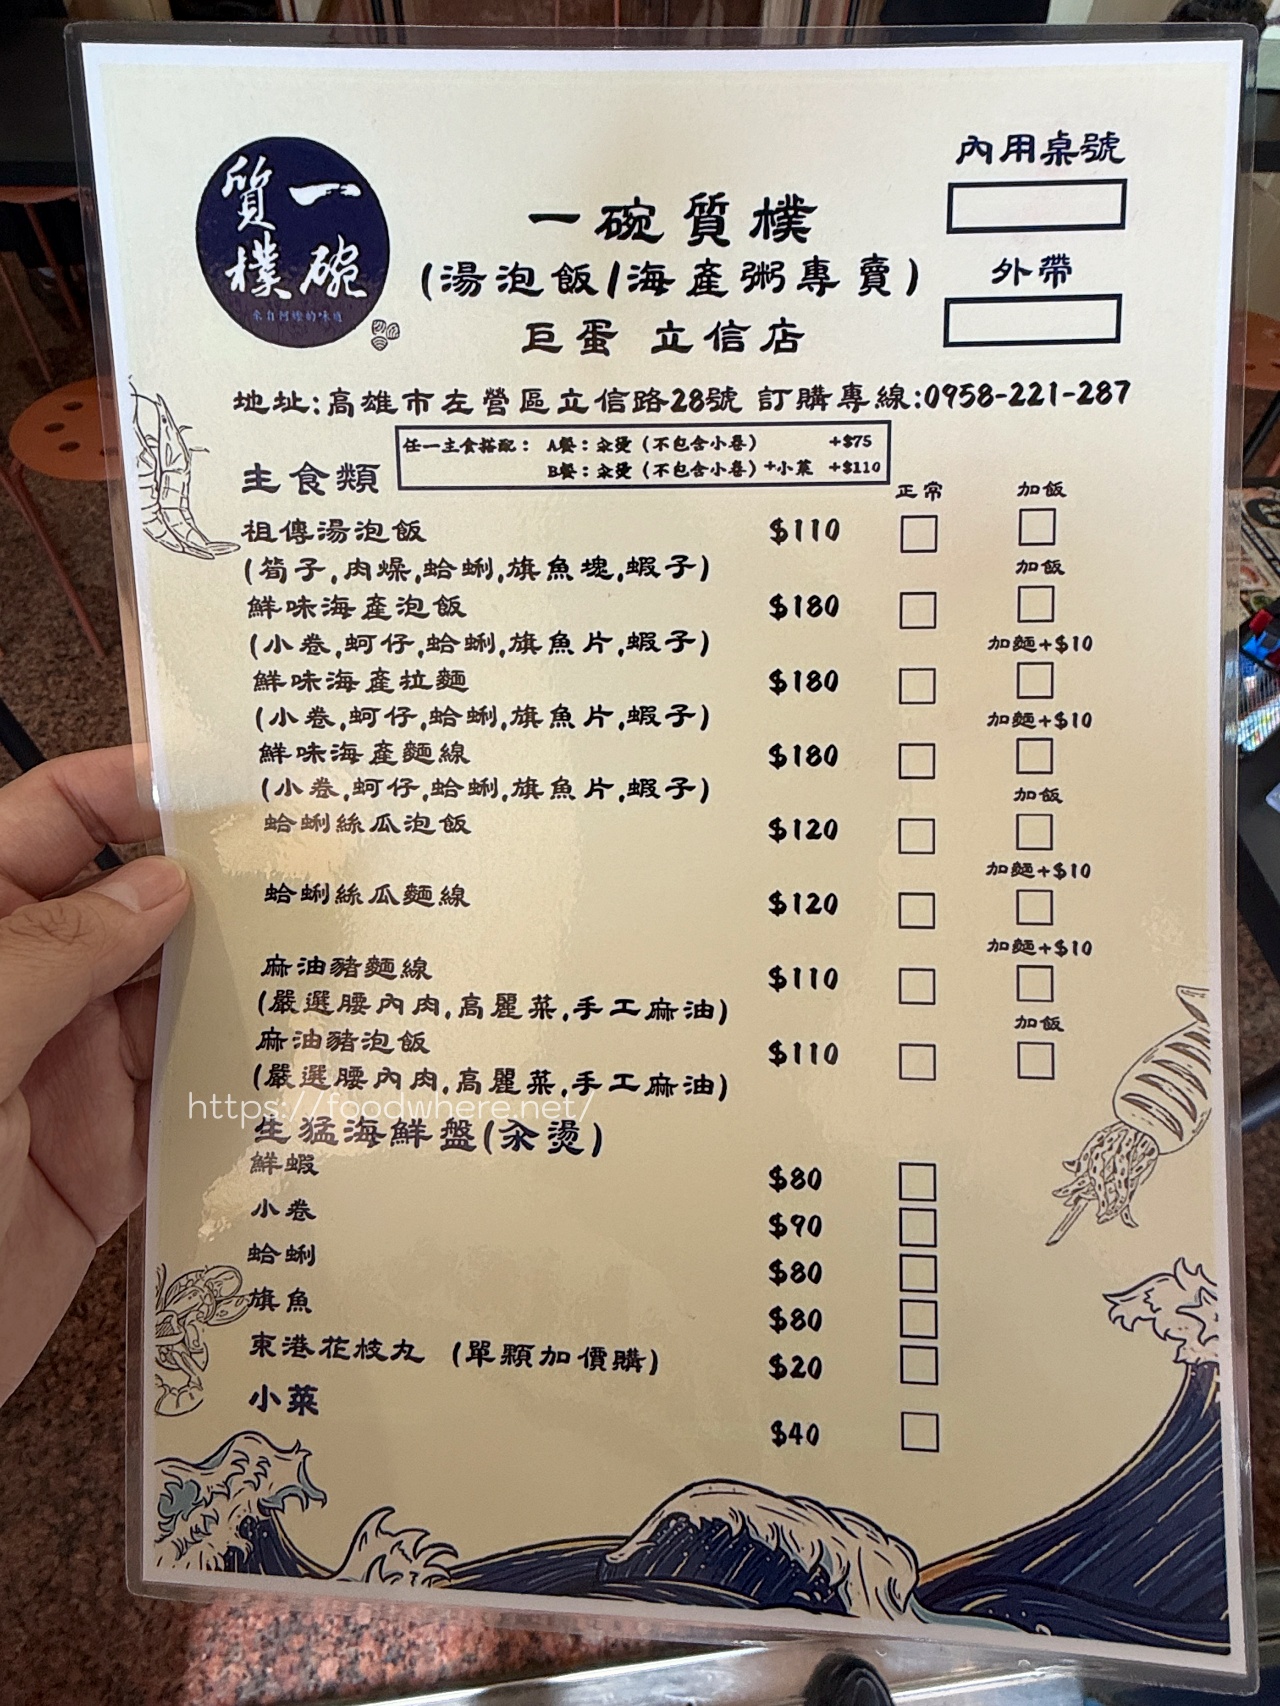 一碗
質樸
來自阿嬤的味道
一碗質樸
(湯泡飯/海產粥專賣)
巨蛋 立信店
內用桌號
外帶
地址:高雄市左營區立信路28號 訂購專線:0958-221-287
任一主食搭配: A餐:汆燙(不包含小卷) +$75
B餐:汆燙(不包含小卷)+小菜 +$110
主食類
正常 加飯
祖傳湯泡飯 $110
(筍子,肉燥,蛤蜊,旗魚塊,蝦子)
加飯
鮮味海產泡飯 $180
(小卷,蚵仔,蛤蜊,旗魚片,蝦子)
加麵+$10
鮮味海產拉麵 $180
(小卷,蚵仔,蛤蜊,旗魚片,蝦子)
加麵+$10
鮮味海產麵線 $180
(小卷,蚵仔,蛤蜊,旗魚片,蝦子)
加飯
蛤蜊絲瓜泡飯 $120
加麵+$10
蛤蜊絲瓜麵線 $120
加麵+$10
麻油豬麵線 $110
(嚴選腰內肉,高麗菜,手工麻油)
加飯
麻油豬泡飯 $110
(嚴選腰內肉,高麗菜,手工麻油)
https://foodwhere.net/
生猛海鮮盤(汆燙)
鮮蝦 $80
小卷 $90
蛤蜊 $80
旗魚 $80
東港花枝丸 (單顆加價購) $20
小菜 $40